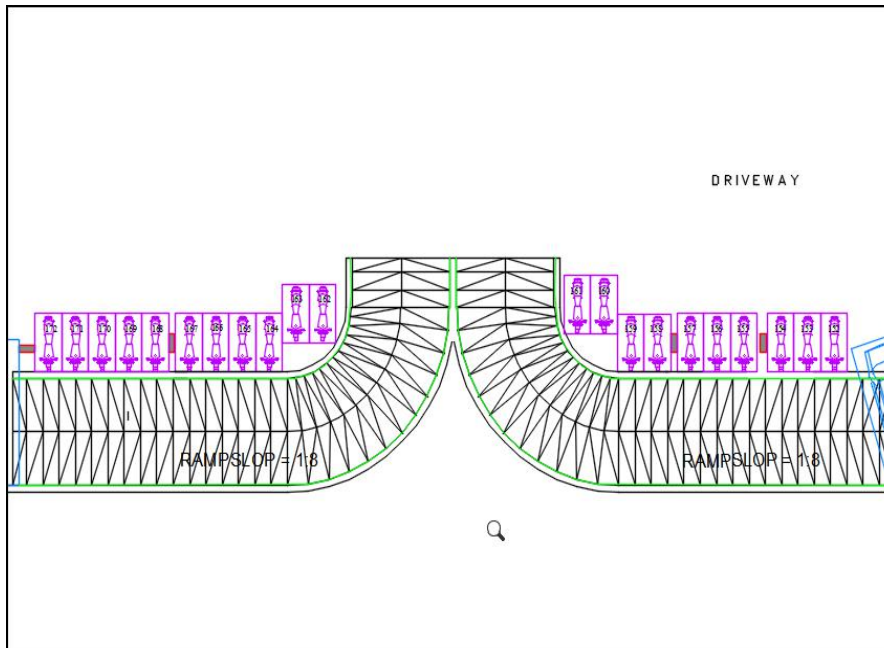 DRIVEWAY
163 162
161 160
172 171 170 169 168 167 166 165 164
159 158 157 156 155 154 153 152
RAMPSLOP = 1:8
RAMPSLOP = 1:8